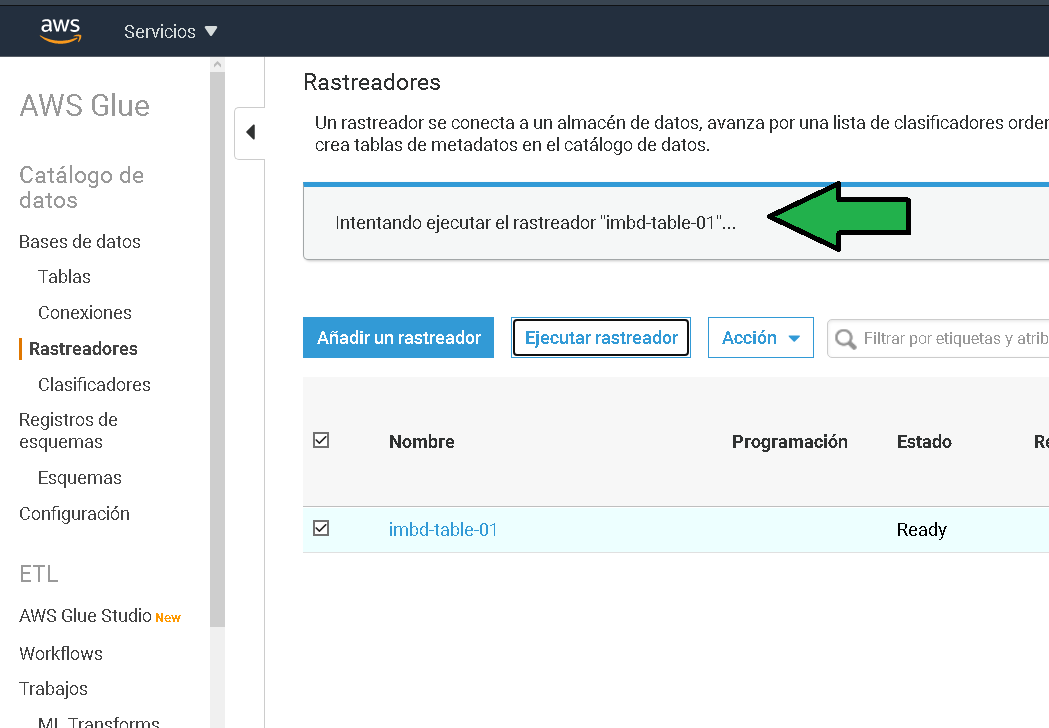 aws
Servicios
AWS Glue
Catálogo de
datos
Bases de datos
Tablas
Conexiones
Rastreadores
Clasificadores
Registros de
esquemas
Esquemas
Configuración
ETL
AWS Glue Studio New
Workflows
Trabajos
ML Transforms
Rastreadores
Un rastreador se conecta a un almacén de datos, avanza por una lista de clasificadores orden
crea tablas de metadatos en el catálogo de datos.
Intentando ejecutar el rastreador "imbd-table-01"...
Añadir un rastreador
Ejecutar rastreador
Acción
Filtrar por etiquetas y atrib
Nombre
Programación
Estado
Re
imbd-table-01
Ready